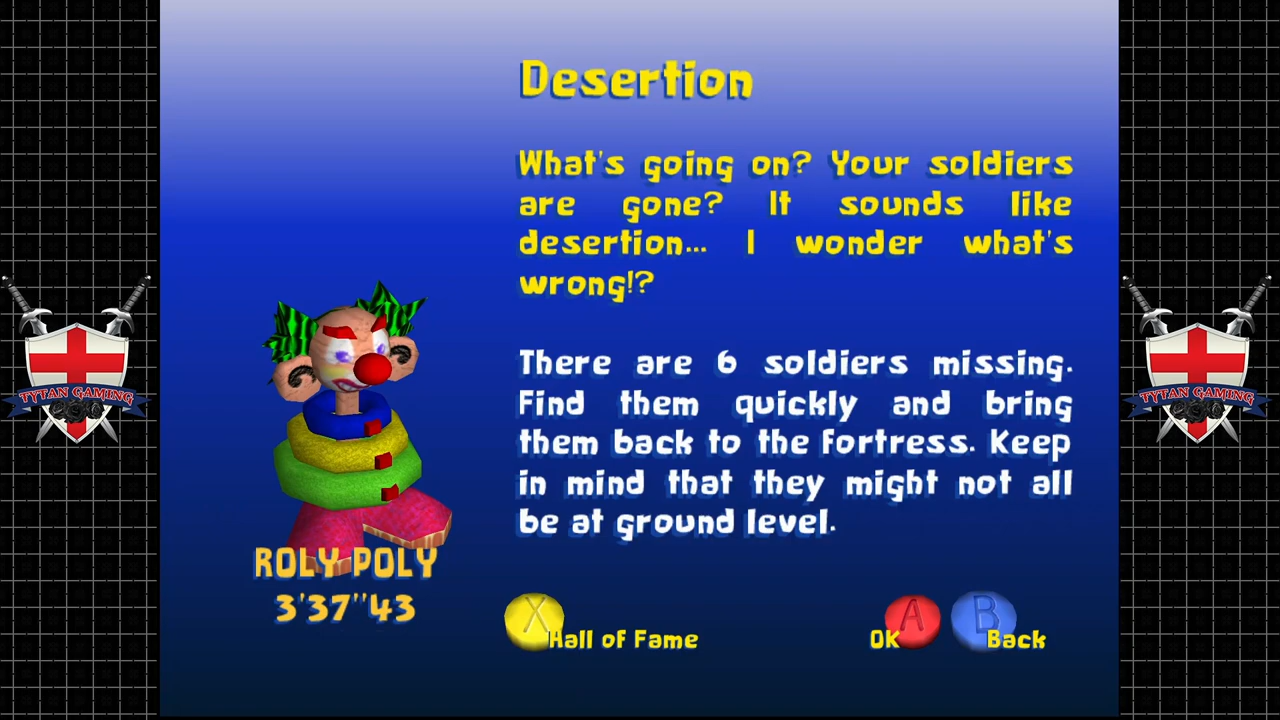 Desertion
What's going on? Your soldiers
are gone? It sounds like
desertion... I wonder what's
wrong!?
There are 6 soldiers missing.
Find them quickly and bring
them back to the fortress. Keep
in mind that they might not all
be at ground level.
ROLY POLY
3'37''43
X Hall of Fame
OK A B Back
TYTAN GAMING
TYTAN GAMING